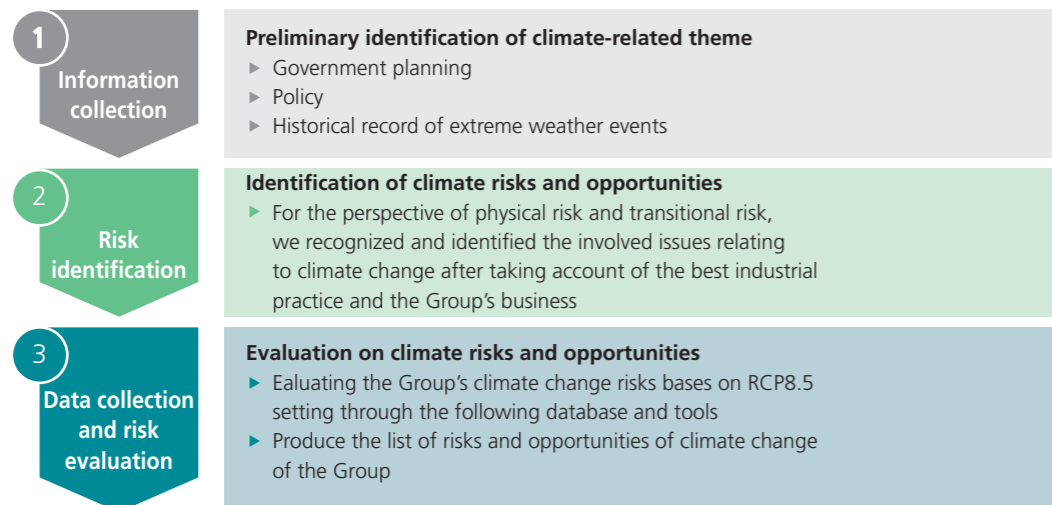 1
Information
collection
Preliminary identification of climate-related theme
Government planning
Policy
Historical record of extreme weather events
2
Risk
identification
Identification of climate risks and opportunities
For the perspective of physical risk and transitional risk,
we recognized and identified the involved issues relating
to climate change after taking account of the best industrial
practice and the Group's business
3
Data collection
and risk
evaluation
Evaluation on climate risks and opportunities
Ealuating the Group's climate change risks bases on RCP8.5
setting through the following database and tools
Produce the list of risks and opportunities of climate change
of the Group